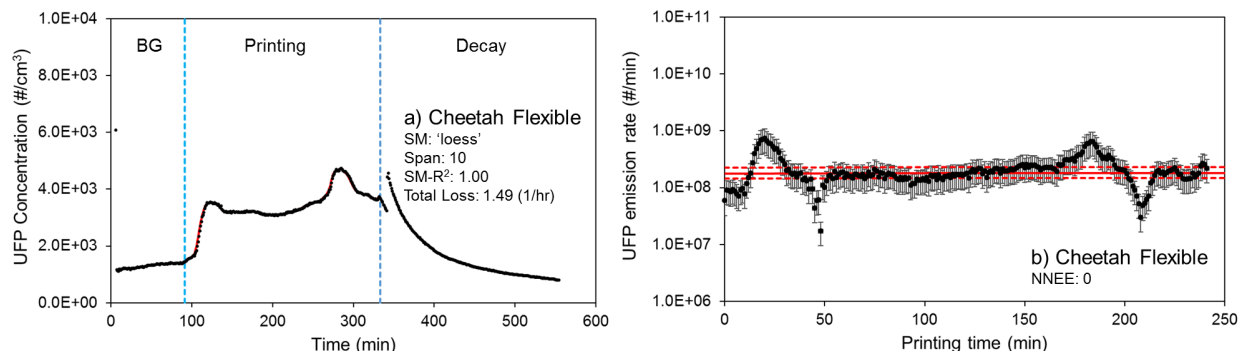 1.0E+04
8.0E+03
6.0E+03
4.0E+03
2.0E+03
0.0E+00
UFP Concentration (#/cm³)
BG Printing Decay
a) Cheetah Flexible
SM: 'loess'
Span: 10
SM-R²: 1.00
Total Loss: 1.49 (1/hr)
0 100 200 300 400 500 600
Time (min)
1.0E+11
1.0E+10
1.0E+09
1.0E+08
1.0E+07
1.0E+06
UFP emission rate (#/min)
b) Cheetah Flexible
NNEE: 0
0 50 100 150 200 250
Printing time (min)